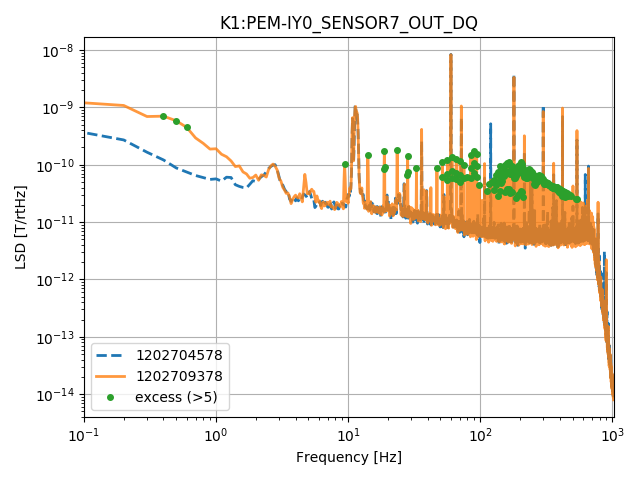 K1:PEM-IY0_SENSOR7_OUT_DQ
LSD [T/rtHz]
10⁻⁸
10⁻⁹
10⁻¹⁰
10⁻¹¹
10⁻¹²
10⁻¹³
10⁻¹⁴
1202704578
1202709378
excess (>5)
10⁻¹ 10⁰ 10¹ 10² 10³
Frequency [Hz]